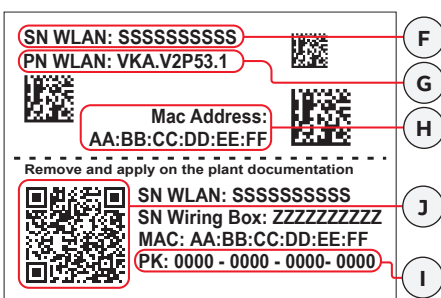 SN WLAN: SSSSSSSSSS
F
PN WLAN: VKA.V2P53.1
G
Mac Address:
H
AA:BB:CC:DD:EE:FF
Remove and apply on the plant documentation
SN WLAN: SSSSSSSSSS
J
SN Wiring Box: ZZZZZZZZZZ
MAC: AA:BB:CC:DD:EE:FF
PK: 0000 - 0000 - 0000- 0000
I